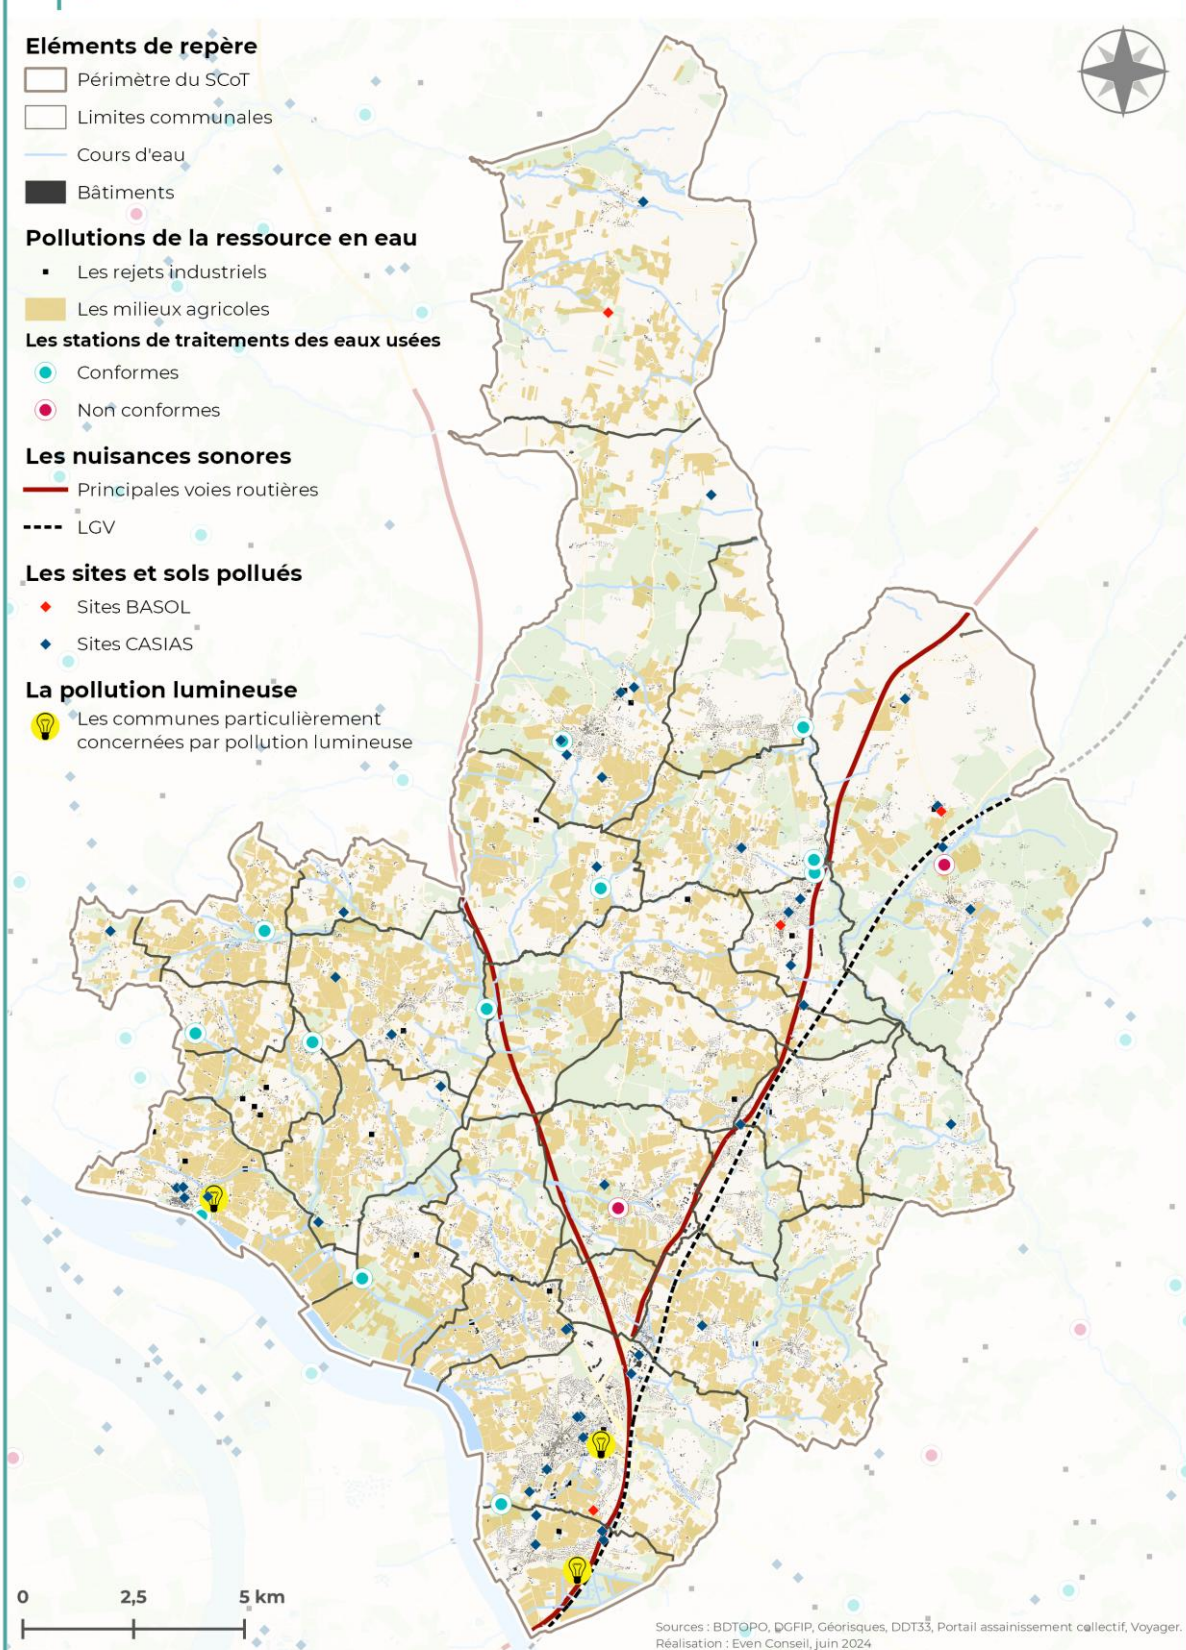 Eléments de repère
Périmètre du SCoT
Limites communales
Cours d'eau
Bâtiments
Pollutions de la ressource en eau
Les rejets industriels
Les milieux agricoles
Les stations de traitements des eaux usées
Conformes
Non conformes
Les nuisances sonores
Principales voies routières
LGV
Les sites et sols pollués
Sites BASOL
Sites CASIAS
La pollution lumineuse
Les communes particulièrement
concernées par pollution lumineuse
0 2,5 5 km
Sources : BDTOPO, DGFIP, Géorisques, DDT33, Portail assainissement collectif, Voyager.
Réalisation : Even Conseil, juin 2024